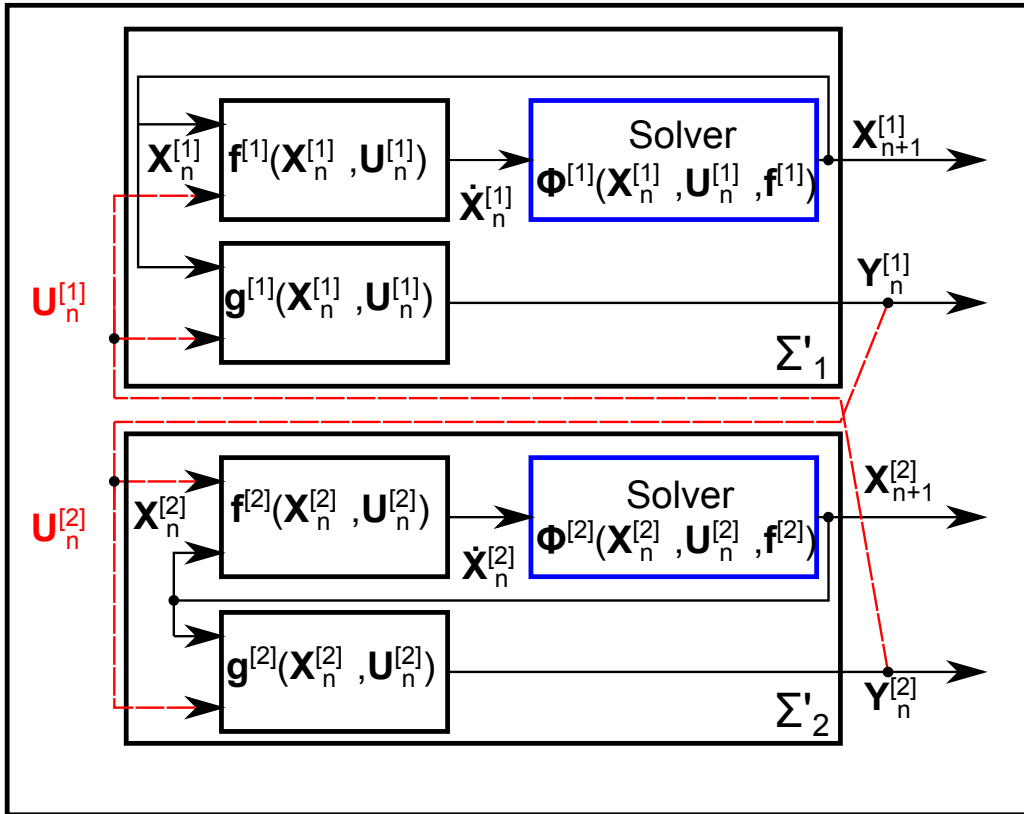 Solver
X[1]n+1
X[1]n
f[1](X[1]n ,U[1]n)
Φ[1](X[1]n ,U[1]n ,f[1])
Ẋ[1]n
Y[1]n
U[1]n
g[1](X[1]n ,U[1]n)
Σ'1
X[2]n+1
Solver
U[2]n
X[2]n
f[2](X[2]n ,U[2]n)
Φ[2](X[2]n ,U[2]n ,f[2])
Ẋ[2]n
g[2](X[2]n ,U[2]n)
Y[2]n
Σ'2